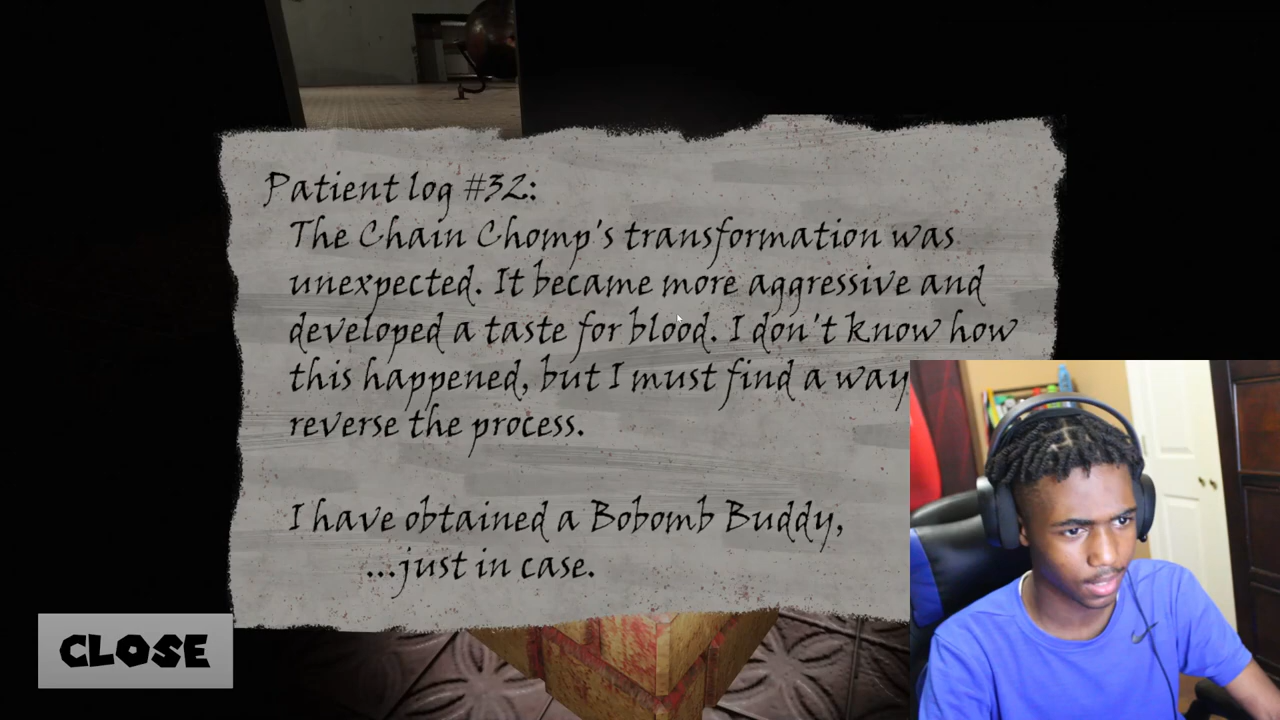 Patient log #32:
The Chain Chomp's transformation was
unexpected. It became more aggressive and
developed a taste for blood. I don't know how
this happened, but I must find a way
reverse the process.
I have obtained a Bobomb Buddy,
...just in case.
CLOSE